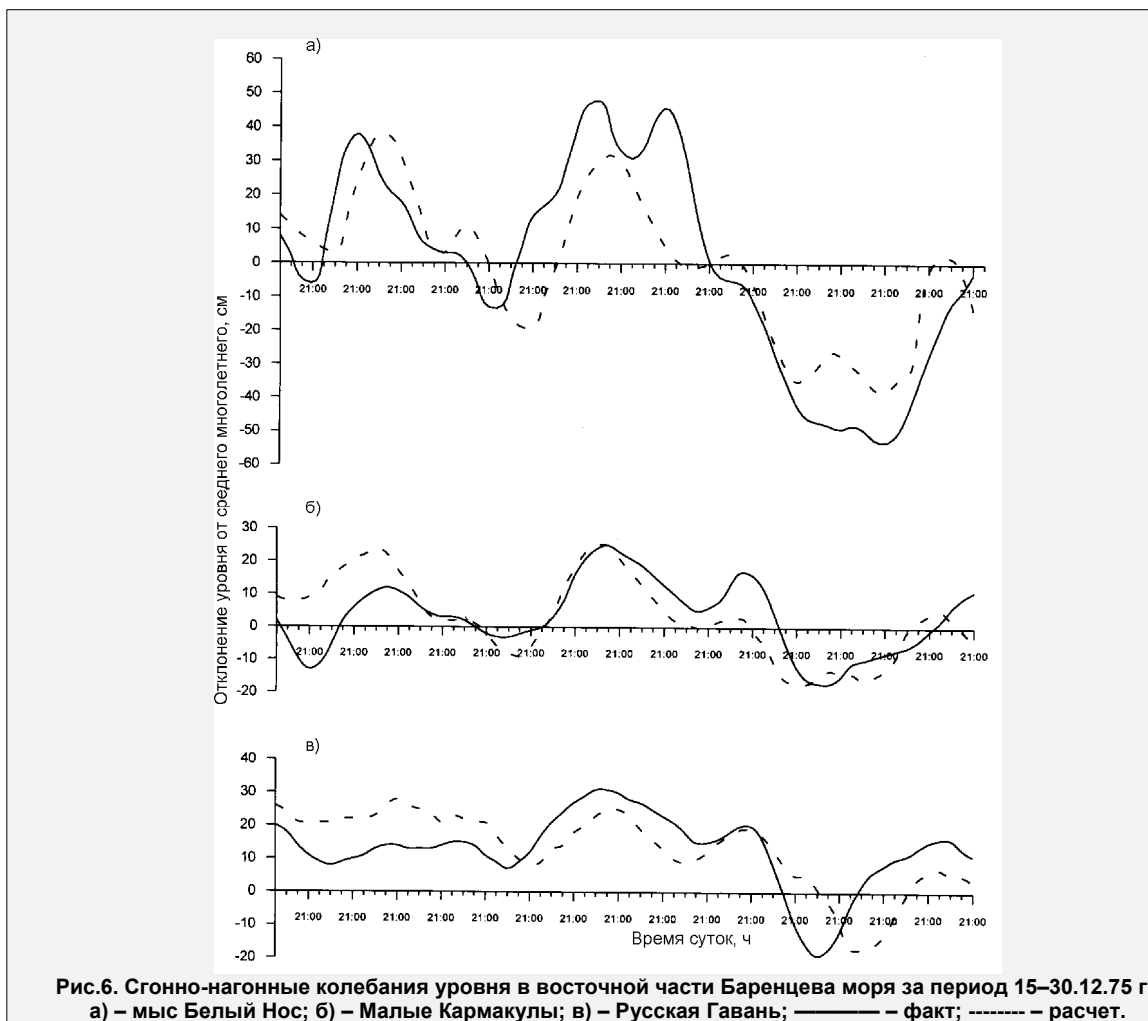 а)
60
50
40
30
20
10
0
-10
-20
-30
-40
-50
-60
21:00 21:00 21:00 21:00 21:00 21:00 21:00 21:00 21:00 21:00 21:00 21:00 21:00 21:00 21:00 21:00
Отклонение уровня от среднего многолетнего, см
б)
30
20
10
0
-10
-20
21:00 21:00 21:00 21:00 21:00 21:00 21:00 21:00 21:00 21:00 21:00 21:00 21:00 21:00 21:00 21:00
в)
40
30
20
10
0
-10
-20
21:00 21:00 21:00 21:00 21:00 21:00 21:00 21:00 21:00 21:00 21:00 21:00 21:00 21:00 21:00 21:00
Время суток, ч
Рис.6. Сгонно-нагонные колебания уровня в восточной части Баренцева моря за период 15–30.12.75 г
а) – мыс Белый Нос; б) – Малые Кармакулы; в) – Русская Гавань; ———— – факт; -------- – расчет.